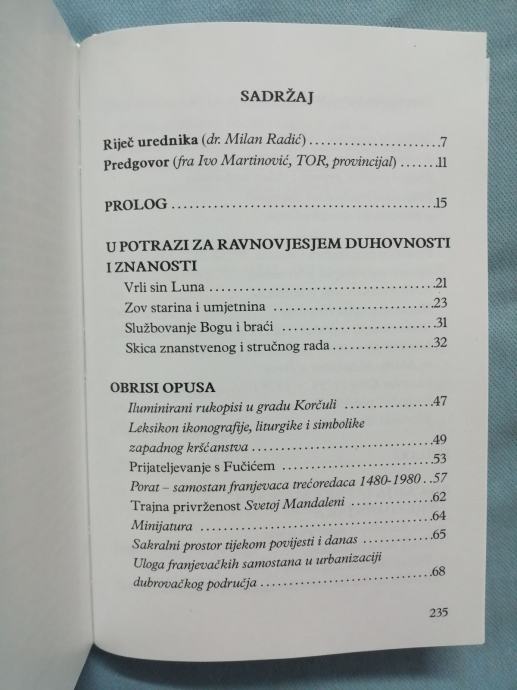 SADRŽAJ
Riječ urednika (dr. Milan Radić) . . . . . . . . . . . . . . . . . . . . 7
Predgovor (fra Ivo Martinović, TOR, provincijal) . . . . . . . 11
PROLOG . . . . . . . . . . . . . . . . . . . . . . . . . . . . . . . . . . . . . . . . 15
U POTRAZI ZA RAVNOVJESJEM DUHOVNOSTI
I ZNANOSTI
Vrli sin Luna . . . . . . . . . . . . . . . . . . . . . . . . . . . . . . . . . . 21
Zov starina i umjetnina . . . . . . . . . . . . . . . . . . . . . . . . . 23
Službovanje Bogu i braći . . . . . . . . . . . . . . . . . . . . . . . . 31
Skica znanstvenog i stručnog rada . . . . . . . . . . . . . . . 32
OBRISI OPUSA
Iluminirani rukopisi u gradu Korčuli . . . . . . . . . . . . . 47
Leksikon ikonografije, liturgike i simbolike
zapadnog kršćanstva . . . . . . . . . . . . . . . . . . . . . . . . . . . 49
Prijateljevanje s Fučićem . . . . . . . . . . . . . . . . . . . . . . . 53
Porat – samostan franjevaca trećoredaca 1480-1980 . . 57
Trajna privrženost Svetoj Mandaleni . . . . . . . . . . . . . 62
Minijatura . . . . . . . . . . . . . . . . . . . . . . . . . . . . . . . . . . . 64
Sakralni prostor tijekom povijesti i danas . . . . . . . . . . . 65
Uloga franjevačkih samostana u urbanizaciji
dubrovačkog područja . . . . . . . . . . . . . . . . . . . . . . . . . 68
235